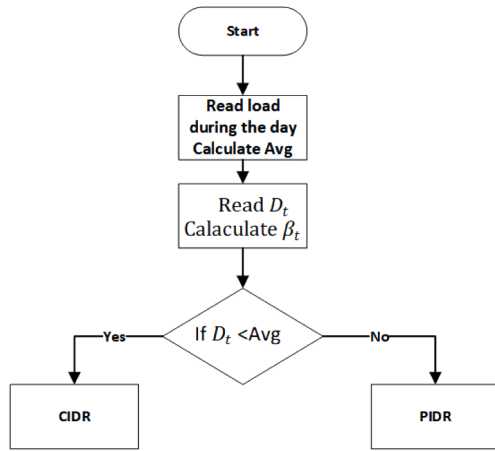 Start
Read load
during the day
Calculate Avg
Read D_t
Calaculate β_t
If D_t <Avg
Yes
No
CIDR
PIDR